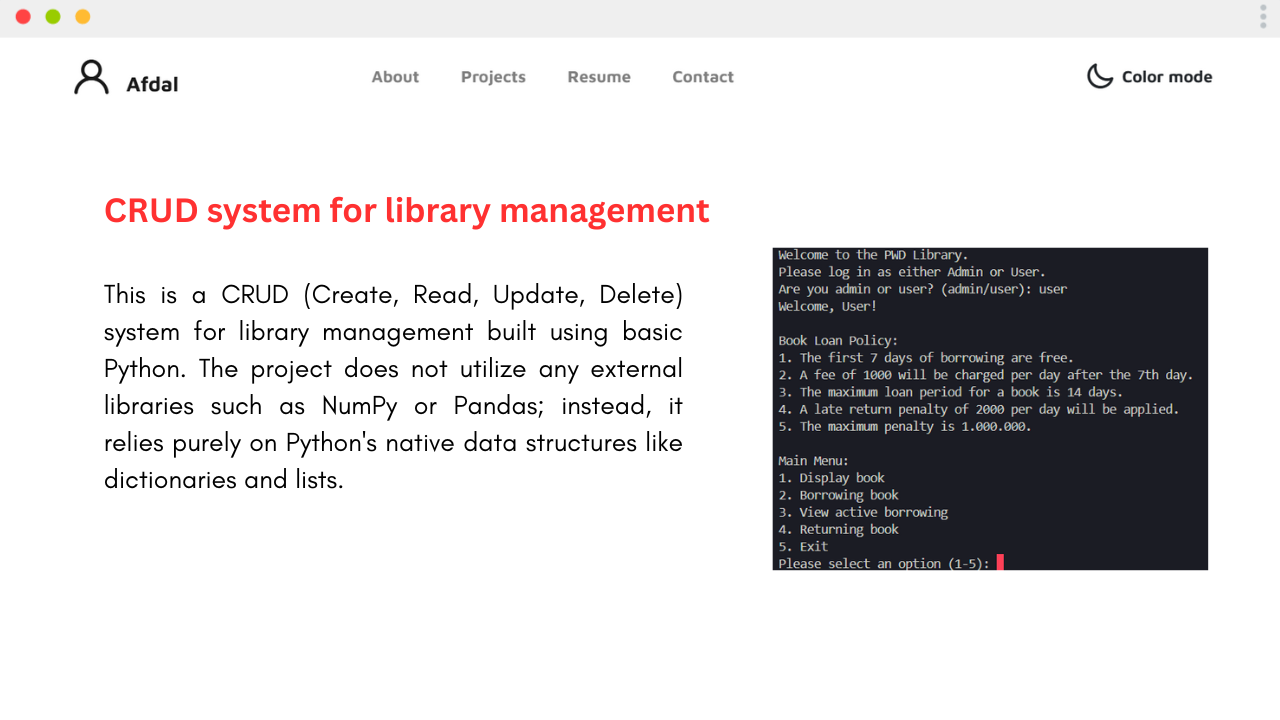 Afdal
About
Projects
Resume
Contact
Color mode
CRUD system for library management
This is a CRUD (Create, Read, Update, Delete)
system for library management built using basic
Python. The project does not utilize any external
libraries such as NumPy or Pandas; instead, it
relies purely on Python's native data structures like
dictionaries and lists.
Welcome to the PWD Library.
Please log in as either Admin or User.
Are you admin or user? (admin/user): user
Welcome, User!
Book Loan Policy:
1. The first 7 days of borrowing are free.
2. A fee of 1000 will be charged per day after the 7th day.
3. The maximum loan period for a book is 14 days.
4. A late return penalty of 2000 per day will be applied.
5. The maximum penalty is 1.000.000.
Main Menu:
1. Display book
2. Borrowing book
3. View active borrowing
4. Returning book
5. Exit
Please select an option (1-5):